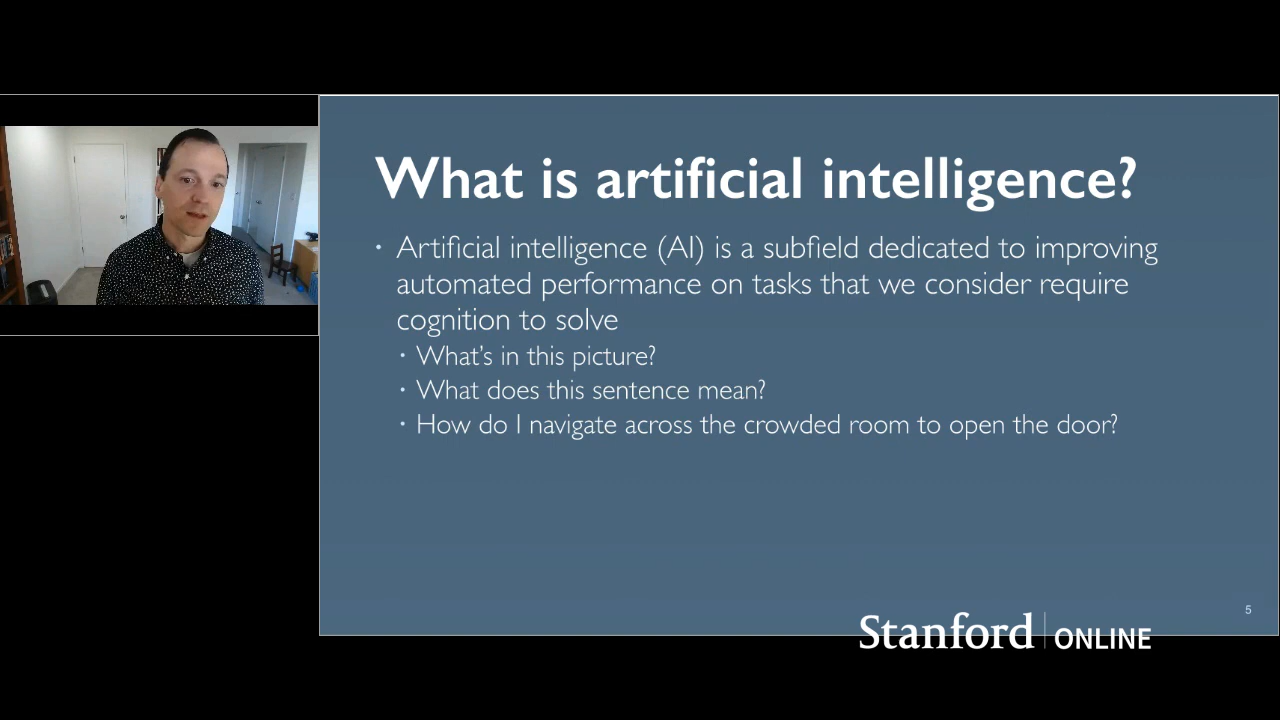 What is artificial intelligence?
• Artificial intelligence (AI) is a subfield dedicated to improving
automated performance on tasks that we consider require
cognition to solve
• What's in this picture?
• What does this sentence mean?
• How do I navigate across the crowded room to open the door?
5
Stanford | ONLINE